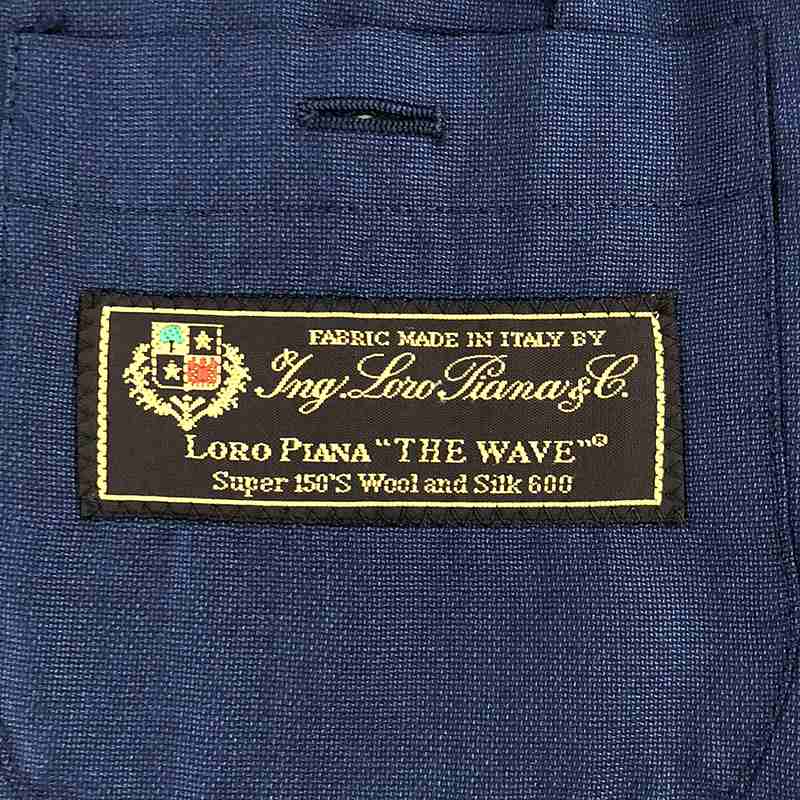 FABRIC MADE IN ITALY BY
Ing. Loro Piana & C.
LORO PIANA "THE WAVE"®
Super 150'S Wool and Silk 600